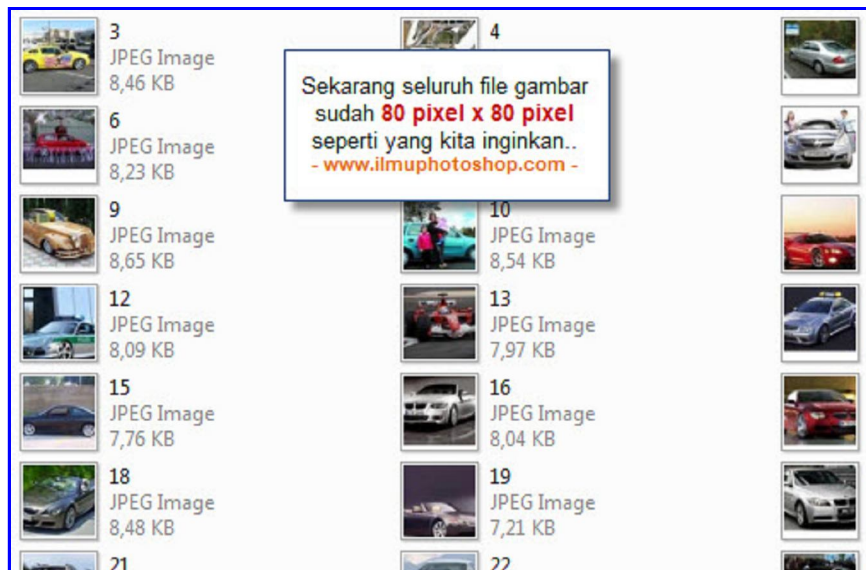 3
JPEG Image
8,46 KB
4
Sekarang seluruh file gambar
sudah 80 pixel x 80 pixel
seperti yang kita inginkan..
- www.ilmuphotoshop.com -
6
JPEG Image
8,23 KB
9
JPEG Image
8,65 KB
10
JPEG Image
8,54 KB
12
JPEG Image
8,09 KB
13
JPEG Image
7,97 KB
15
JPEG Image
7,76 KB
16
JPEG Image
8,04 KB
18
JPEG Image
8,48 KB
19
JPEG Image
7,21 KB
21
22